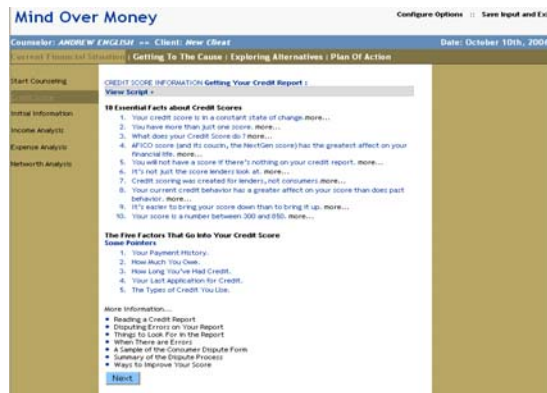 Mind Over Money
Configure Options :: Save Input and Ex
Counselor: ANDREW ENGLISH -- Client: New Client
Date: October 10th, 200
Current Financial Situation : Getting To The Cause : Exploring Alternatives : Plan Of Action
Start Counseling
Initial Information
Income Analysis
Expense Analysis
Networth Analysis
CREDIT SCORE INFORMATION Getting Your Credit Report :
View Script -
10 Essential Facts about Credit Scores
1. Your credit score is in a constant state of change.more...
2. You have more than just one score. more...
3. What does your Credit Score do ? more...
4. AFICO score (and its coucin, the NextGen score) has the greatest affect on your
financial life. more...
5. You will not have a score if there's nothing on your credit report. more...
6. It's not just the score lenders look at. more...
7. Credit scoring was created for lenders, not consumers more...
8. Your current credit behavior has a greater affect on your score than does past
behavior. more...
9. It's easier to bring your score down than to bring it up. more...
10. Your score is a number between 300 and 850. more...
The Five Factors That Go Into Your Credit Score
Some Pointers
1. Your Payment History.
2. How Much You Owe.
3. How Long You've Had Credit.
4. Your Last Application for Credit.
5. The Types of Credit You Use.
More Information...
Reading a Credit Report
Disputing Errors on Your Report
Things to Look For in the Report
When There are Errors
A Sample of the Consumer Dispute Form
Summary of the Dispute Process
Ways to Improve Your Score
Next